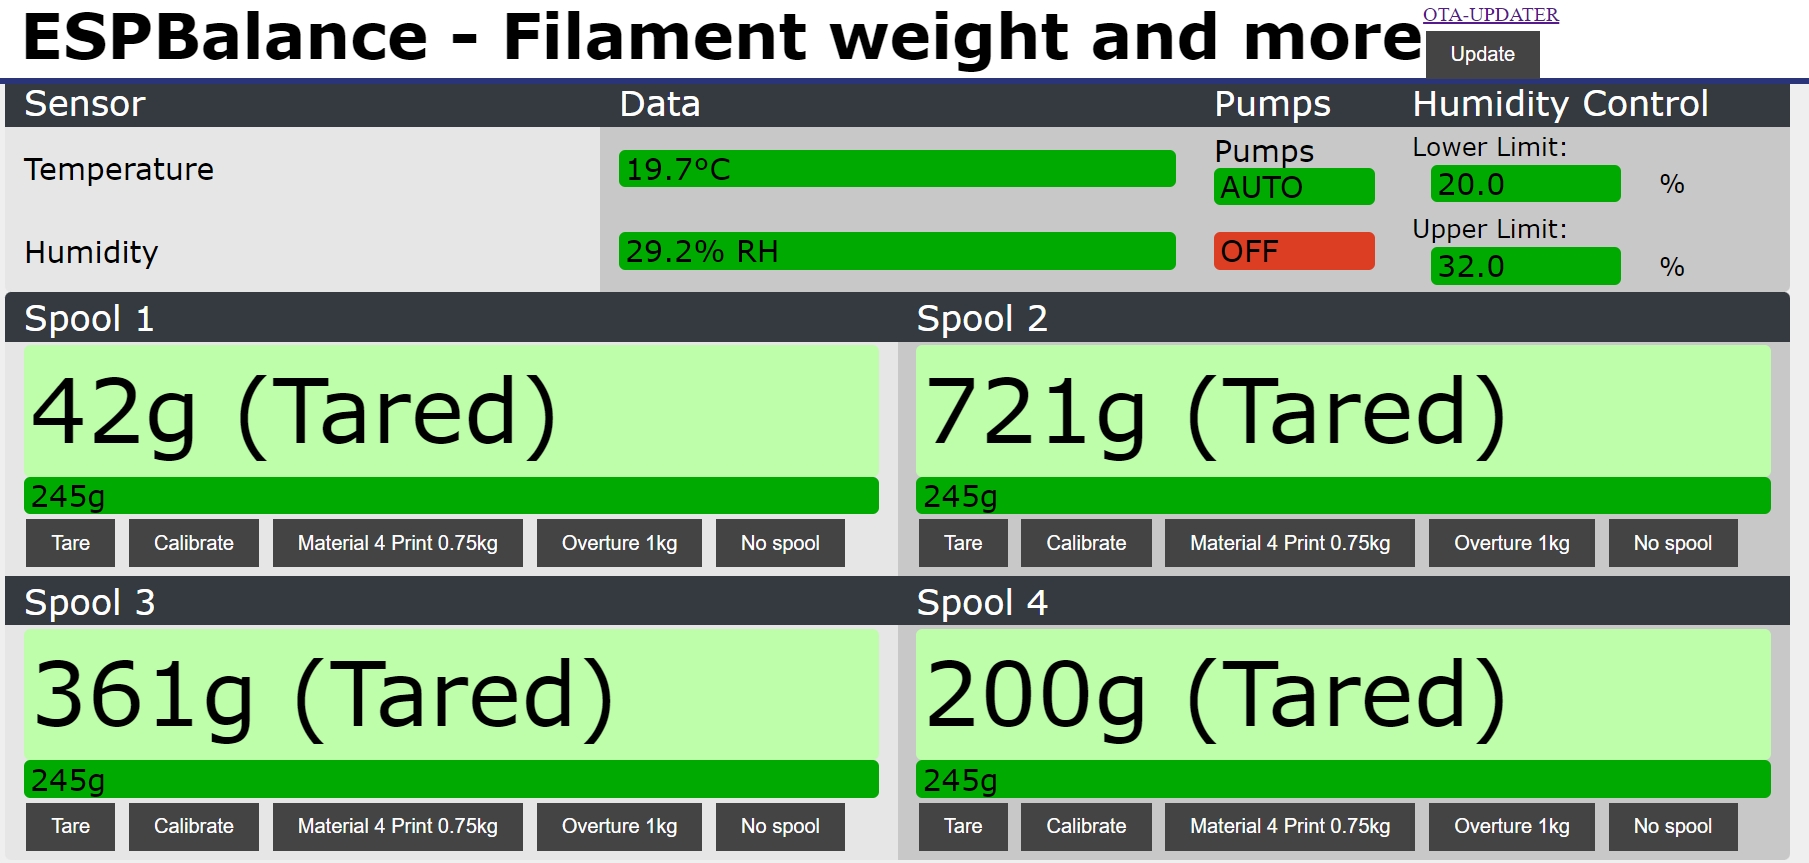 ESPBalance - Filament weight and more
OTA-UPDATER
Update
Sensor Data Pumps Humidity Control
Temperature 19.7°C
Pumps
AUTO
Lower Limit:
20.0 %
Humidity 29.2% RH
OFF
Upper Limit:
32.0 %
Spool 1
42g (Tared)
245g
Tare Calibrate Material 4 Print 0.75kg Overture 1kg No spool
Spool 2
721g (Tared)
245g
Tare Calibrate Material 4 Print 0.75kg Overture 1kg No spool
Spool 3
361g (Tared)
245g
Tare Calibrate Material 4 Print 0.75kg Overture 1kg No spool
Spool 4
200g (Tared)
245g
Tare Calibrate Material 4 Print 0.75kg Overture 1kg No spool